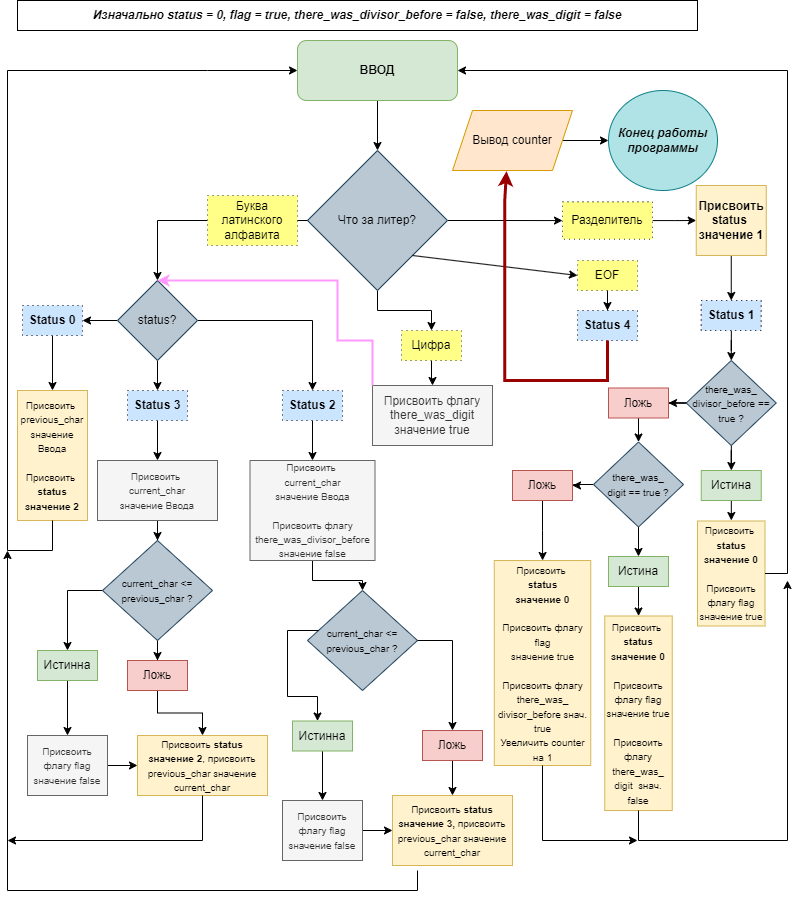 Изначально status = 0, flag = true, there_was_divisor_before = false, there_was_digit = false
ВВОД
Вывод counter
Конец работы
программы
Буква
латинского
алфавита
Что за литер?
Разделитель
Присвоить
status
значение 1
EOF
Status 4
Status 1
Status 0
status?
Цифра
there_was_
divisor_before ==
true ?
Status 3
Status 2
Присвоить флагу
there_was_digit
значение true
Ложь
Присвоить
previous_char
значение
Ввода
Присвоить
status
значение 2
Присвоить
current_char
значение Ввода
Присвоить
current_char
значение Ввода
Присвоить флагу
there_was_divisor_before
значение false
Ложь
there_was_
digit == true ?
Истина
Присвоить
status
значение 0
Присвоить
флагу flag
значение true
current_char <=
previous_char ?
Присвоить
status
значение 0
Присвоить флагу
flag
значение true
Присвоить флагу
there_was_
divisor_before знач.
true
Увеличить counter
на 1
Истина
Присвоить
status
значение 0
Присвоить
флагу flag
значение true
Присвоить
флагу
there_was_
digit знач.
false
current_char <=
previous_char ?
Истинна
Ложь
Истинна
Ложь
Присвоить
флагу flag
значение false
Присвоить status
значение 2, присвоить
previous_char значение
current_char
Присвоить
флагу flag
значение false
Присвоить status
значение 3, присвоить
previous_char значение
current_char